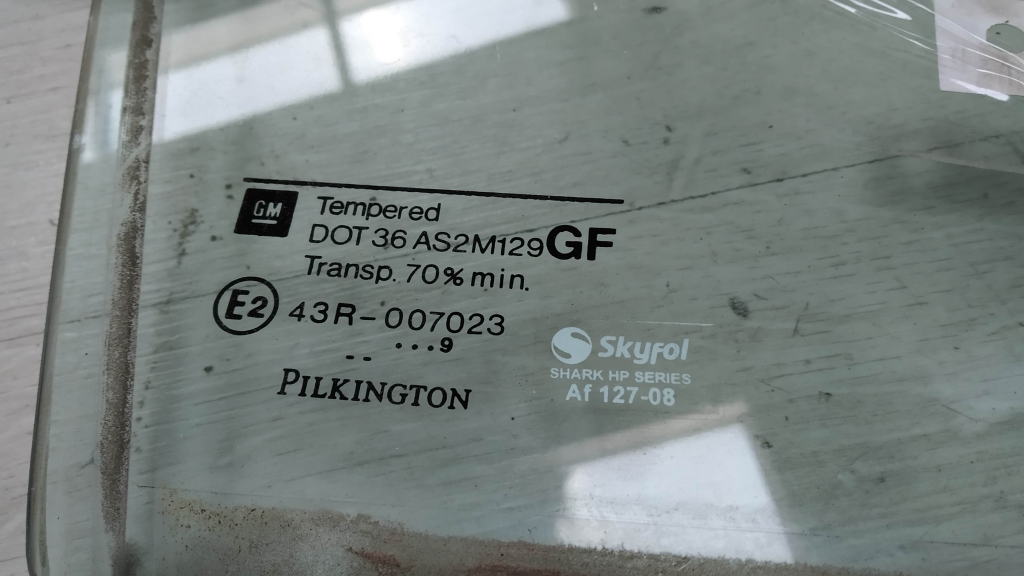 GM
Tempered
DOT 36 AS2M129 GF
Transp. 70% min.
E2 43R-007023
-- ...9
PILKINGTON
Skyfol
SHARK HP SERIES
Af 127-08